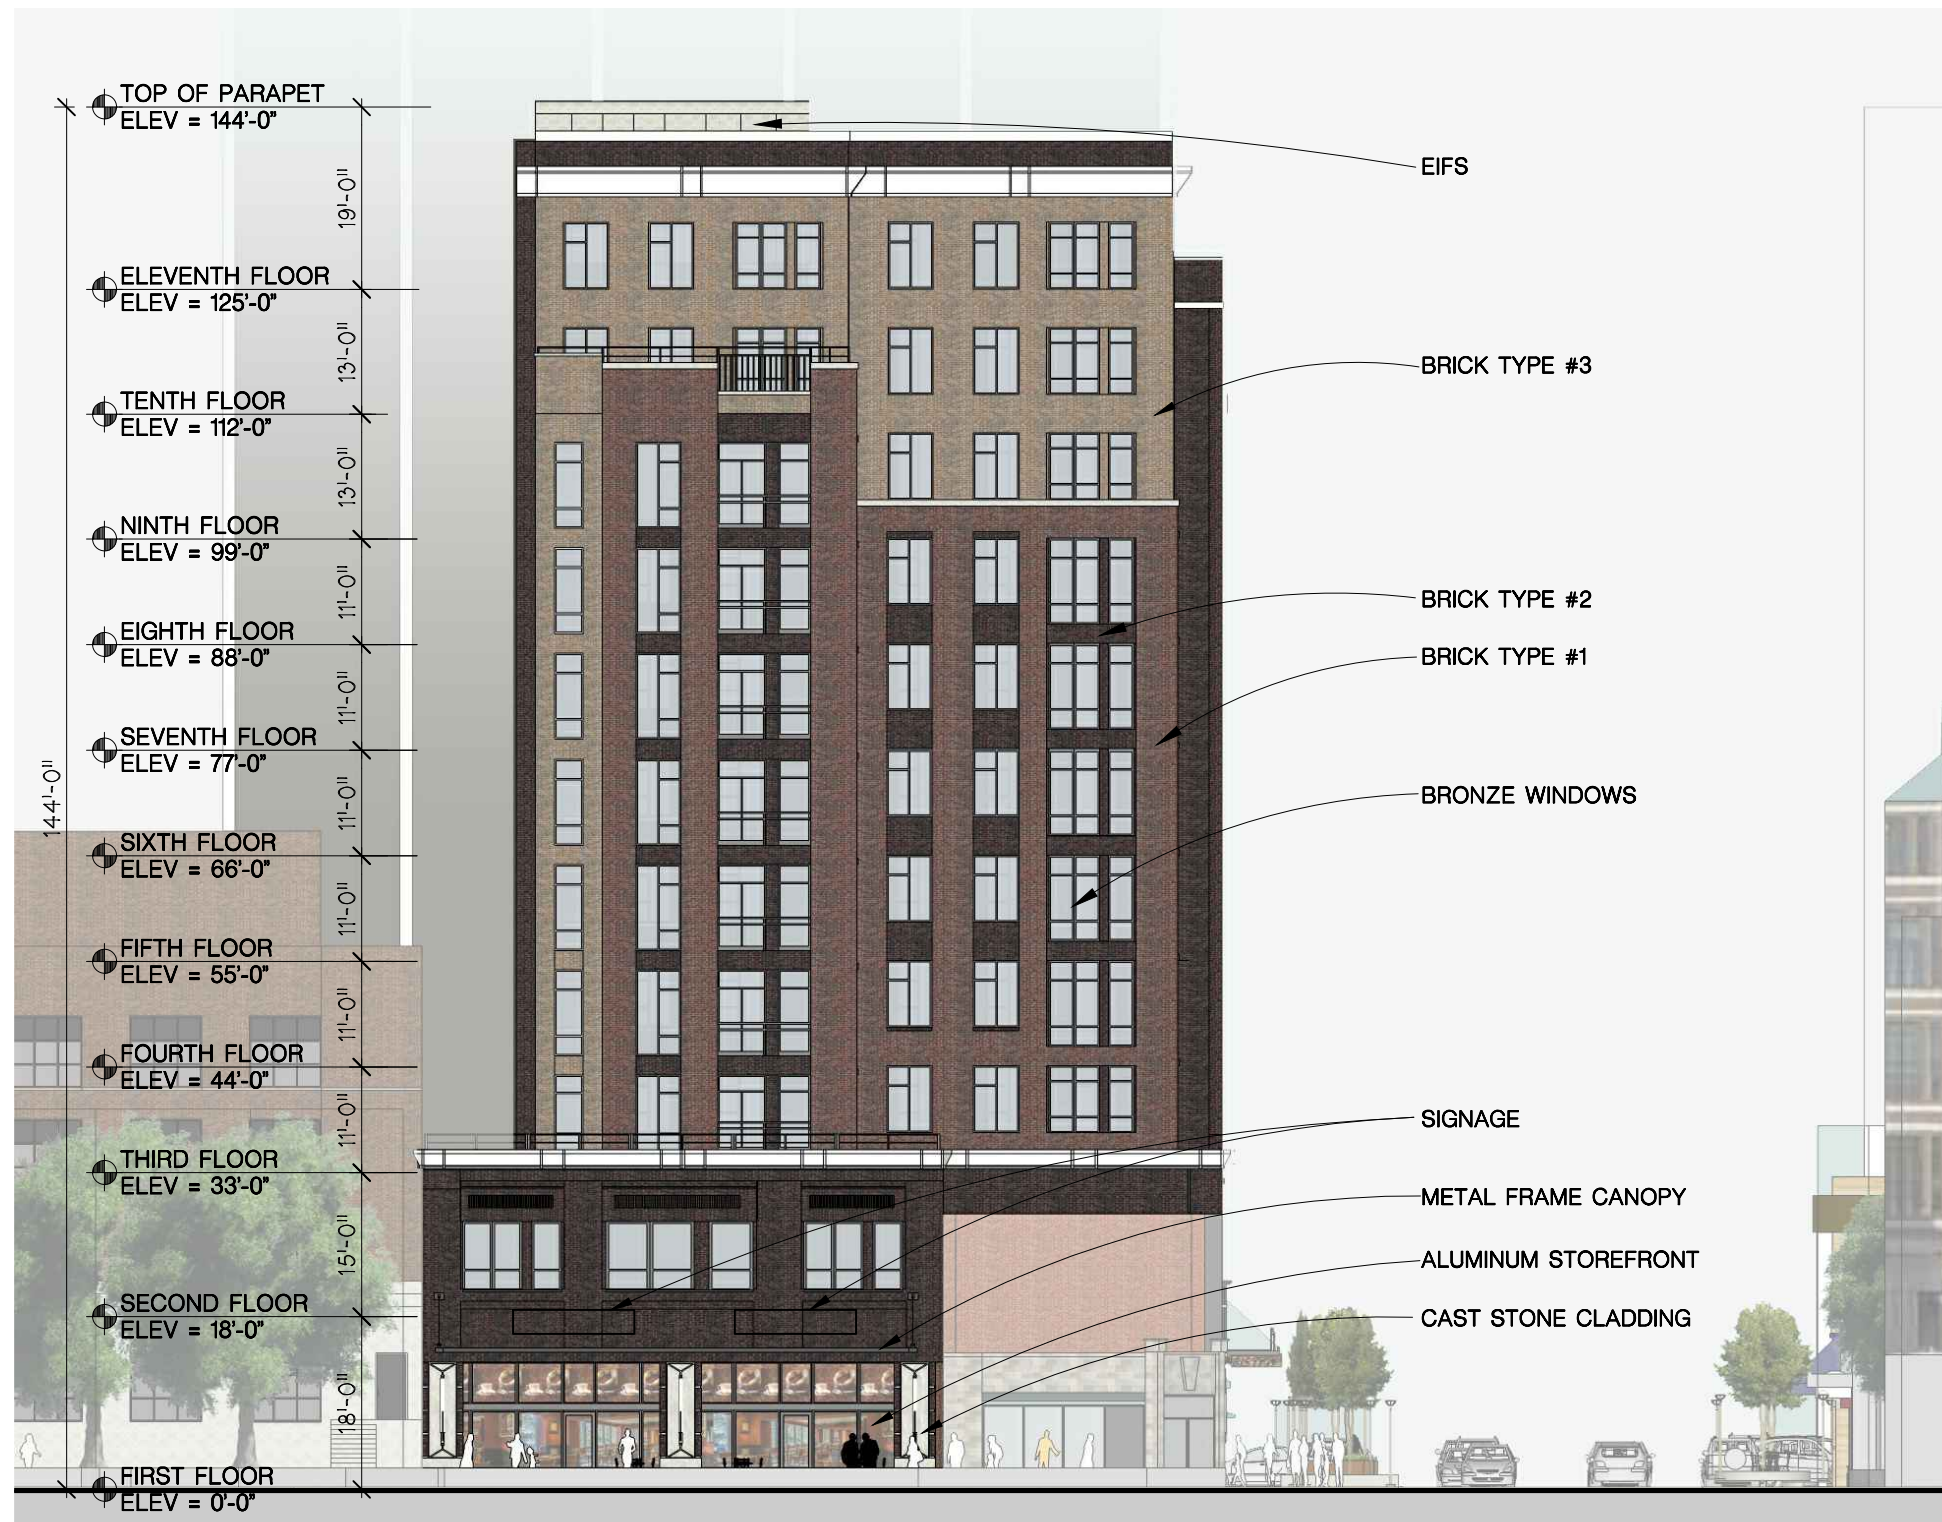 TOP OF PARAPET
ELEV = 144'-0"
19'-0"
EIFS
ELEVENTH FLOOR
ELEV = 125'-0"
13'-0"
BRICK TYPE #3
TENTH FLOOR
ELEV = 112'-0"
13'-0"
NINTH FLOOR
ELEV = 99'-0"
11'-0"
BRICK TYPE #2
EIGHTH FLOOR
ELEV = 88'-0"
BRICK TYPE #1
11'-0"
SEVENTH FLOOR
ELEV = 77'-0"
144'-0"
11'-0"
BRONZE WINDOWS
SIXTH FLOOR
ELEV = 66'-0"
11'-0"
FIFTH FLOOR
ELEV = 55'-0"
11'-0"
FOURTH FLOOR
ELEV = 44'-0"
11'-0"
SIGNAGE
THIRD FLOOR
ELEV = 33'-0"
METAL FRAME CANOPY
15'-0"
ALUMINUM STOREFRONT
SECOND FLOOR
ELEV = 18'-0"
CAST STONE CLADDING
18'-0"
FIRST FLOOR
ELEV = 0'-0"